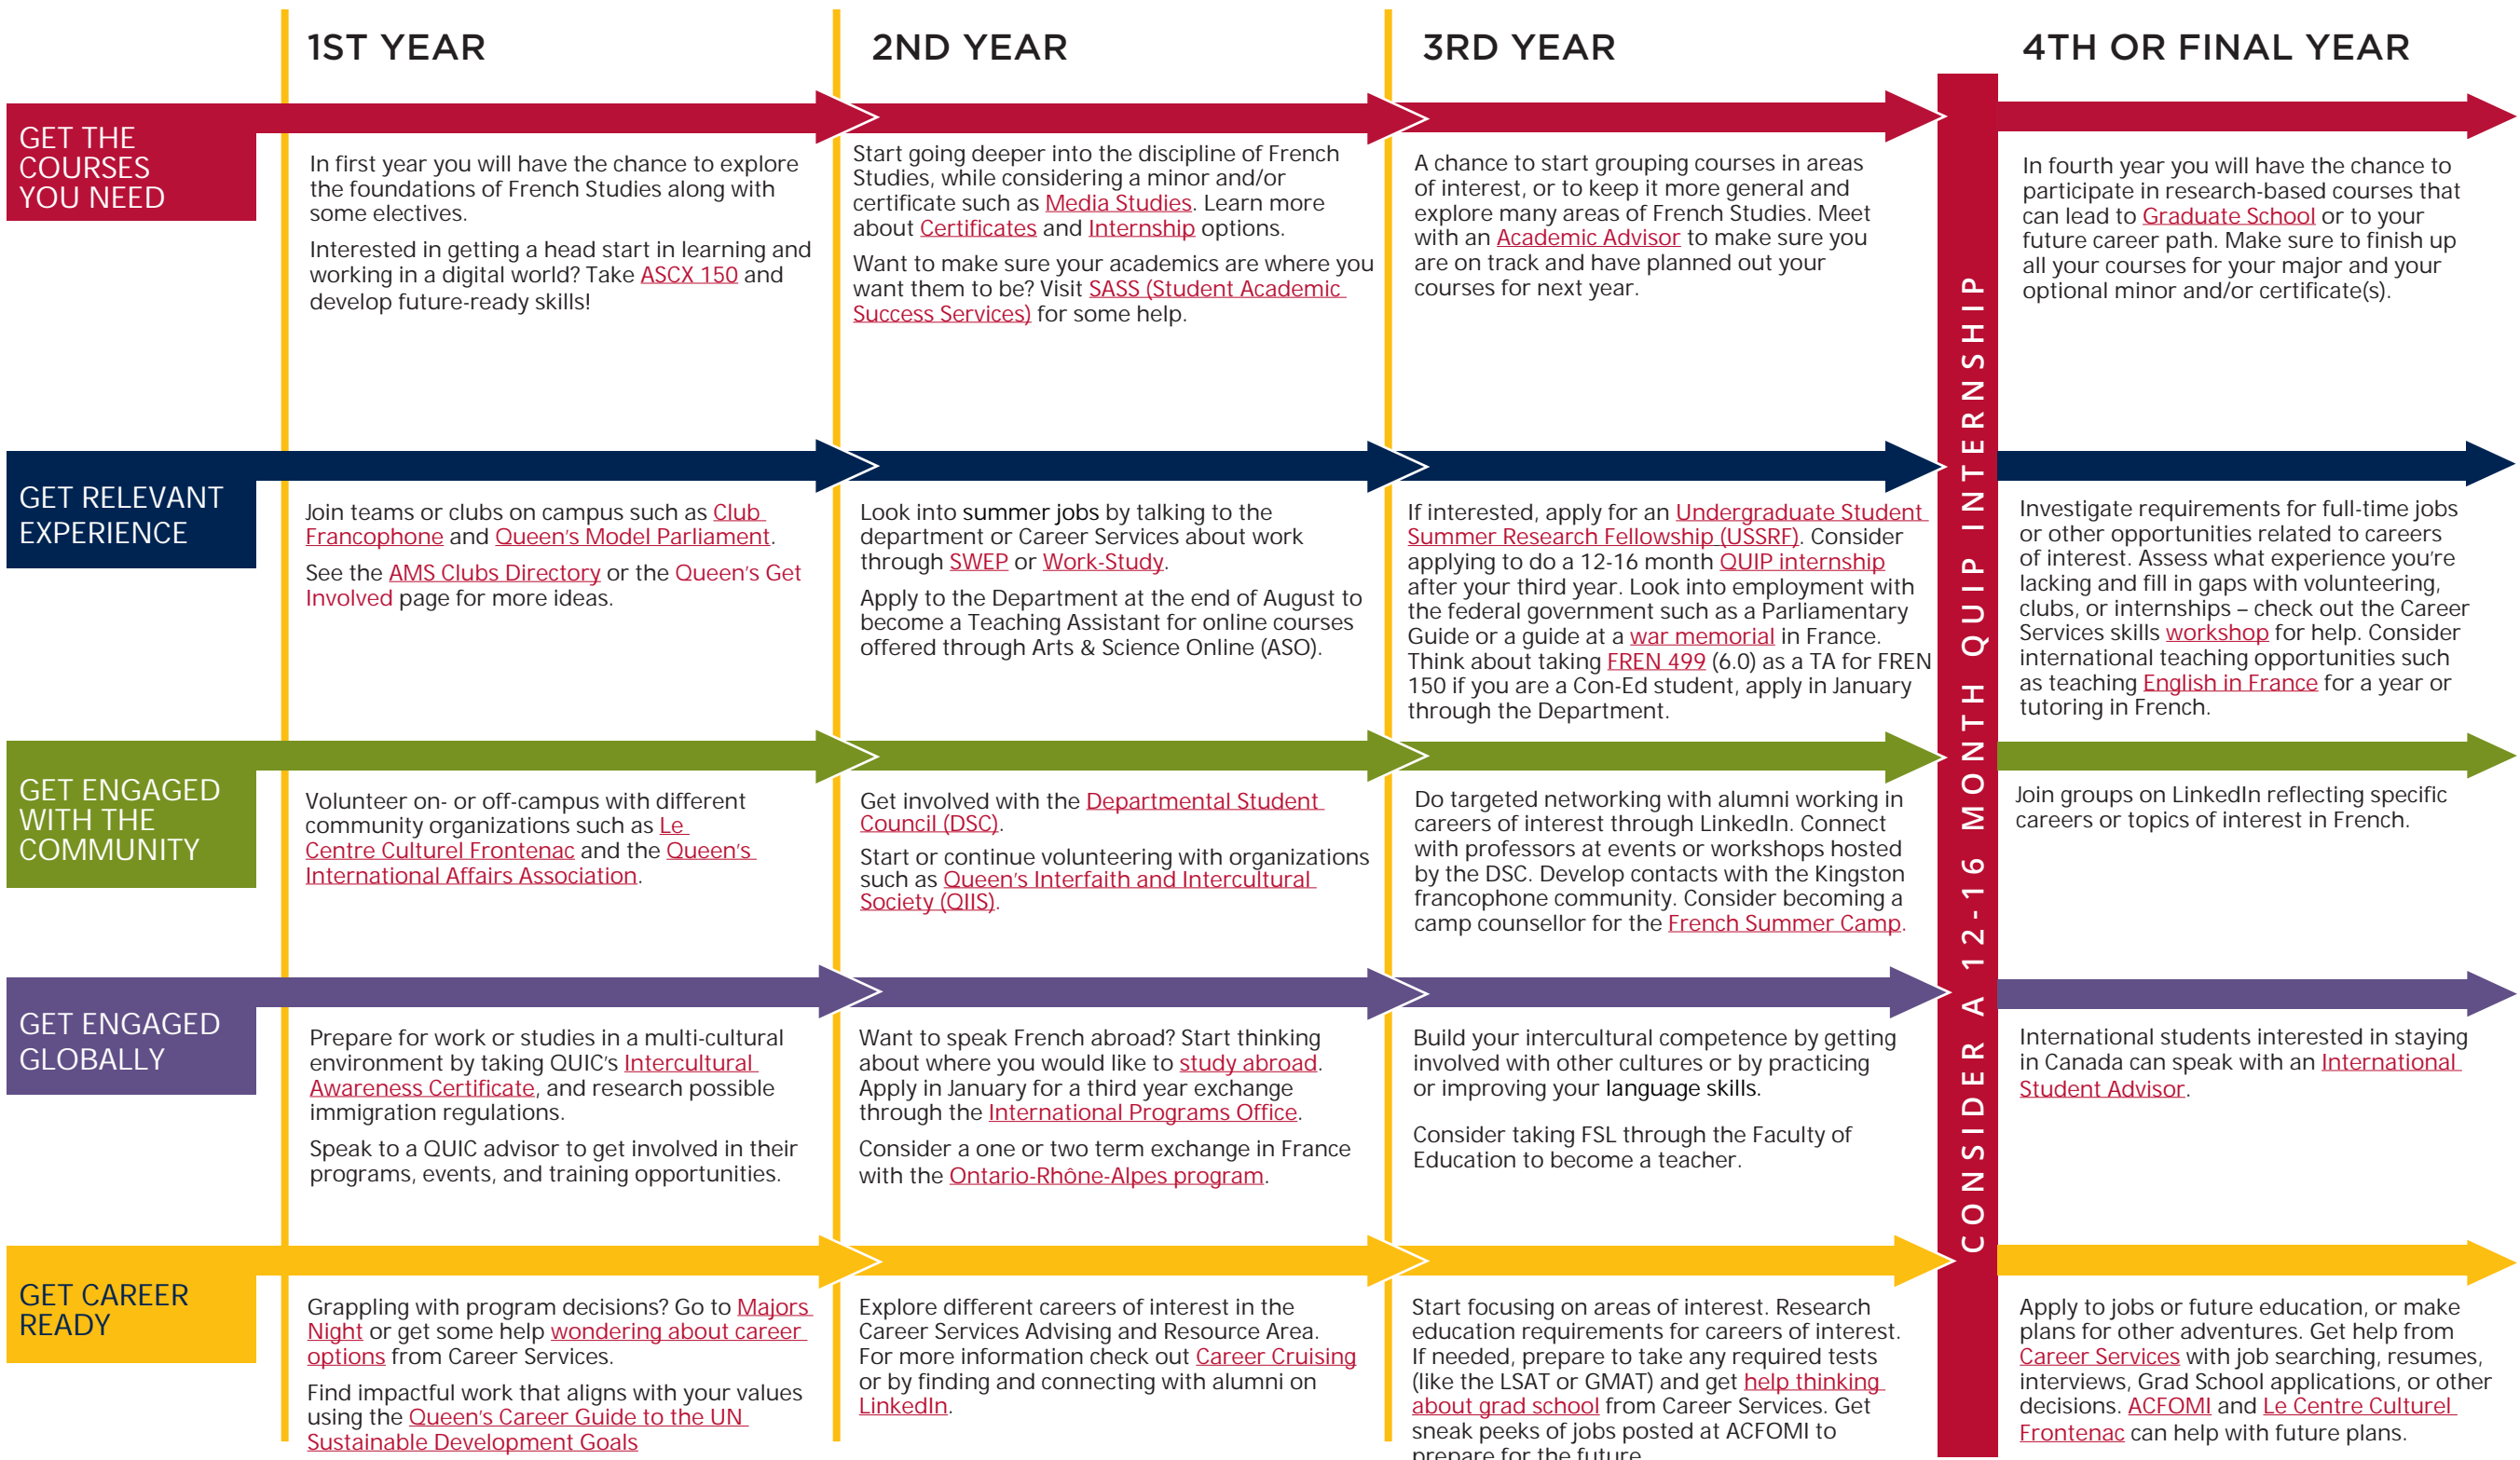 1ST YEAR
2ND YEAR
3RD YEAR
4TH OR FINAL YEAR
GET THE
COURSES
YOU NEED
In first year you will have the chance to explore
the foundations of French Studies along with
some electives.
Interested in getting a head start in learning and
working in a digital world? Take ASCX 150 and
develop future-ready skills!
Start going deeper into the discipline of French
Studies, while considering a minor and/or
certificate such as Media Studies. Learn more
about Certificates and Internship options.
Want to make sure your academics are where you
want them to be? Visit SASS (Student Academic
Success Services) for some help.
A chance to start grouping courses in areas
of interest, or to keep it more general and
explore many areas of French Studies. Meet
with an Academic Advisor to make sure you
are on track and have planned out your
courses for next year.
In fourth year you will have the chance to
participate in research-based courses that
can lead to Graduate School or to your
future career path. Make sure to finish up
all your courses for your major and your
optional minor and/or certificate(s).
CONSIDER A 12-16 MONTH QUIP INTERNSHIP
GET RELEVANT
EXPERIENCE
Join teams or clubs on campus such as Club
Francophone and Queen's Model Parliament.
See the AMS Clubs Directory or the Queen's Get
Involved page for more ideas.
Look into summer jobs by talking to the
department or Career Services about work
through SWEP or Work-Study.
Apply to the Department at the end of August to
become a Teaching Assistant for online courses
offered through Arts & Science Online (ASO).
If interested, apply for an Undergraduate Student
Summer Research Fellowship (USSRF). Consider
applying to do a 12-16 month QUIP internship
after your third year. Look into employment with
the federal government such as a Parliamentary
Guide or a guide at a war memorial in France.
Think about taking FREN 499 (6.0) as a TA for FREN
150 if you are a Con-Ed student, apply in January
through the Department.
Investigate requirements for full-time jobs
or other opportunities related to careers
of interest. Assess what experience you're
lacking and fill in gaps with volunteering,
clubs, or internships – check out the Career
Services skills workshop for help. Consider
international teaching opportunities such
as teaching English in France for a year or
tutoring in French.
GET ENGAGED
WITH THE
COMMUNITY
Volunteer on- or off-campus with different
community organizations such as Le
Centre Culturel Frontenac and the Queen's
International Affairs Association.
Get involved with the Departmental Student
Council (DSC).
Start or continue volunteering with organizations
such as Queen's Interfaith and Intercultural
Society (QIIS).
Do targeted networking with alumni working in
careers of interest through LinkedIn. Connect
with professors at events or workshops hosted
by the DSC. Develop contacts with the Kingston
francophone community. Consider becoming a
camp counsellor for the French Summer Camp.
Join groups on LinkedIn reflecting specific
careers or topics of interest in French.
GET ENGAGED
GLOBALLY
Prepare for work or studies in a multi-cultural
environment by taking QUIC's Intercultural
Awareness Certificate, and research possible
immigration regulations.
Speak to a QUIC advisor to get involved in their
programs, events, and training opportunities.
Want to speak French abroad? Start thinking
about where you would like to study abroad.
Apply in January for a third year exchange
through the International Programs Office.
Consider a one or two term exchange in France
with the Ontario-Rhône-Alpes program.
Build your intercultural competence by getting
involved with other cultures or by practicing
or improving your language skills.
Consider taking FSL through the Faculty of
Education to become a teacher.
International students interested in staying
in Canada can speak with an International
Student Advisor.
GET CAREER
READY
Grappling with program decisions? Go to Majors
Night or get some help wondering about career
options from Career Services.
Find impactful work that aligns with your values
using the Queen's Career Guide to the UN
Sustainable Development Goals
Explore different careers of interest in the
Career Services Advising and Resource Area.
For more information check out Career Cruising
or by finding and connecting with alumni on
LinkedIn.
Start focusing on areas of interest. Research
education requirements for careers of interest.
If needed, prepare to take any required tests
(like the LSAT or GMAT) and get help thinking
about grad school from Career Services. Get
sneak peeks of jobs posted at ACFOMI to
prepare for the future.
Apply to jobs or future education, or make
plans for other adventures. Get help from
Career Services with job searching, resumes,
interviews, Grad School applications, or other
decisions. ACFOMI and Le Centre Culturel
Frontenac can help with future plans.